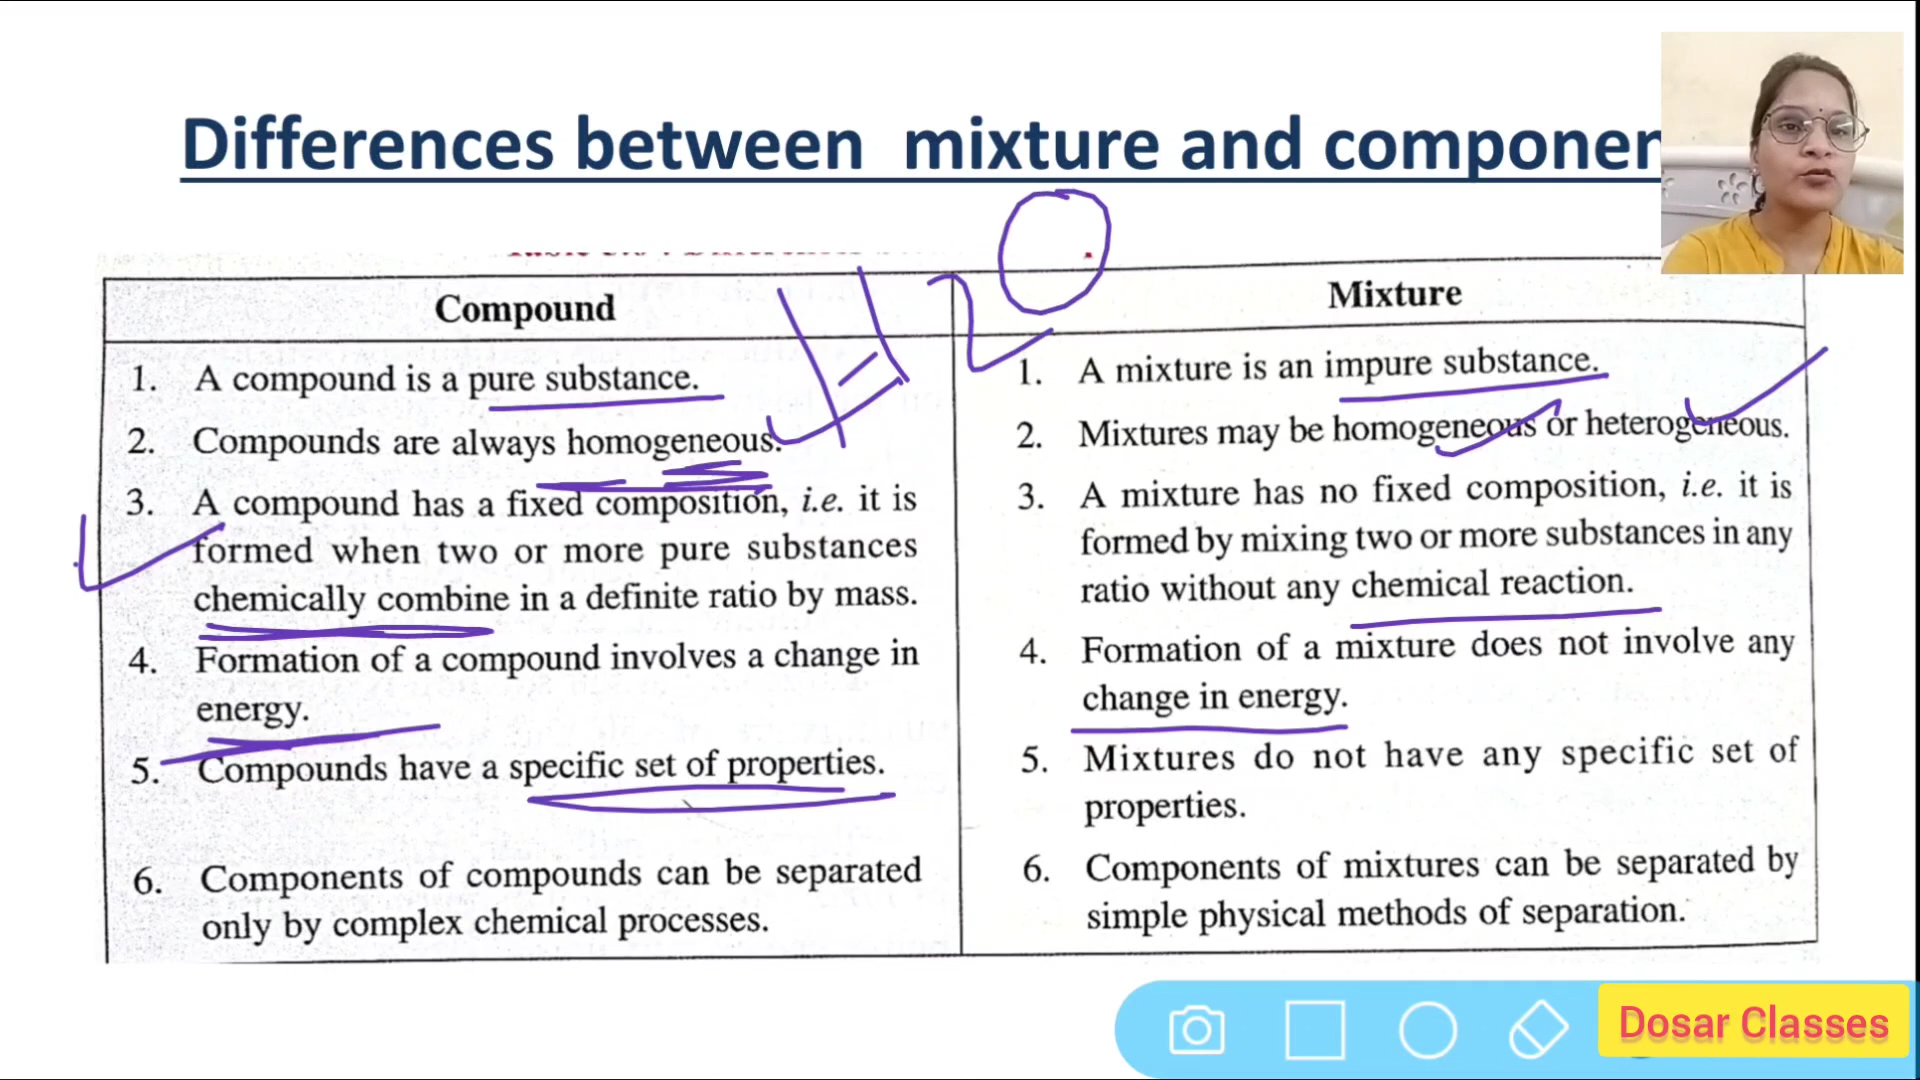 Differences between mixture and componen
H2O
Compound
Mixture
1. A compound is a pure substance.
2. Compounds are always homogeneous.
3. A compound has a fixed composition, i.e. it is
formed when two or more pure substances
chemically combine in a definite ratio by mass.
4. Formation of a compound involves a change in
energy.
5. Compounds have a specific set of properties.
6. Components of compounds can be separated
only by complex chemical processes.
1. A mixture is an impure substance.
2. Mixtures may be homogeneous or heterogeneous.
3. A mixture has no fixed composition, i.e. it is
formed by mixing two or more substances in any
ratio without any chemical reaction.
4. Formation of a mixture does not involve any
change in energy.
5. Mixtures do not have any specific set of
properties.
6. Components of mixtures can be separated by
simple physical methods of separation.
Dosar Classes